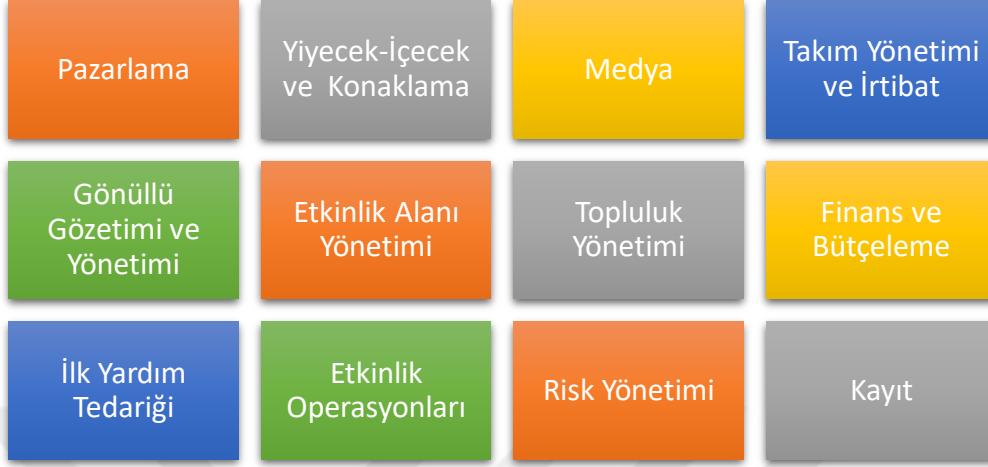 Pazarlama
Yiyecek-İçecek
ve Konaklama
Medya
Takım Yönetimi
ve İrtibat
Gönüllü
Gözetimi ve
Yönetimi
Etkinlik Alanı
Yönetimi
Topluluk
Yönetimi
Finans ve
Bütçeleme
İlk Yardım
Tedariği
Etkinlik
Operasyonları
Risk Yönetimi
Kayıt